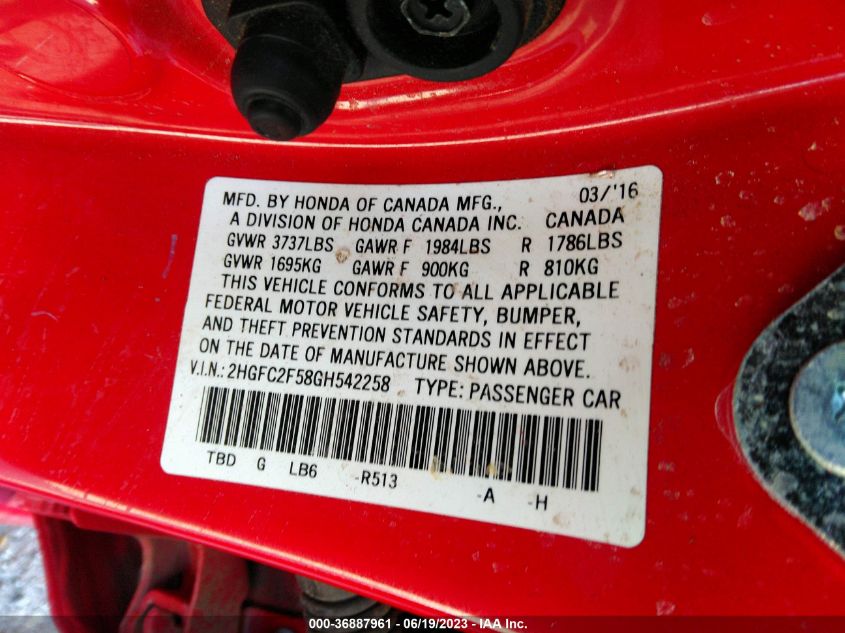 MFD. BY HONDA OF CANADA MFG., 03/'16
A DIVISION OF HONDA CANADA INC. CANADA
GVWR 3737LBS GAWR F 1984LBS R 1786LBS
GVWR 1695KG GAWR F 900KG R 810KG
THIS VEHICLE CONFORMS TO ALL APPLICABLE
FEDERAL MOTOR VEHICLE SAFETY, BUMPER,
AND THEFT PREVENTION STANDARDS IN EFFECT
ON THE DATE OF MANUFACTURE SHOWN ABOVE.
V.I.N.: 2HGFC2F58GH542258 TYPE: PASSENGER CAR
TBD G LB6 -R513 -A -H
000-36887961 - 06/19/2023 - IAA Inc.